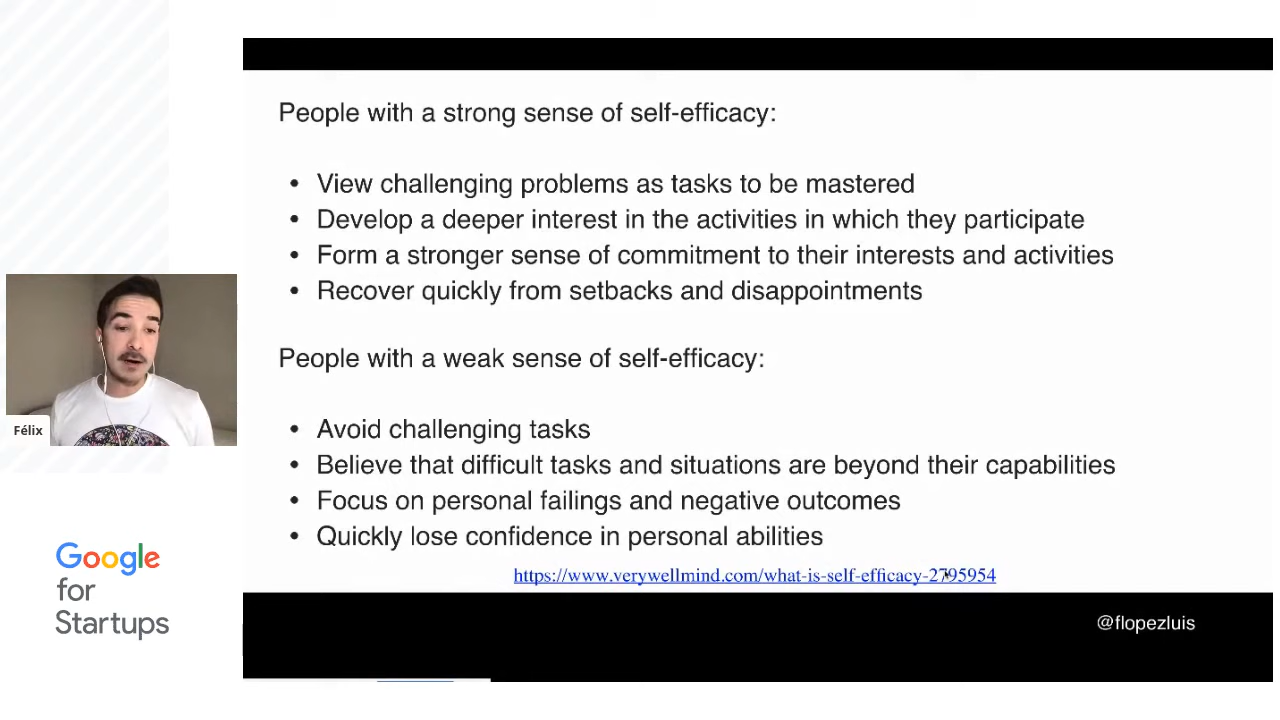 People with a strong sense of self-efficacy:
• View challenging problems as tasks to be mastered
• Develop a deeper interest in the activities in which they participate
• Form a stronger sense of commitment to their interests and activities
• Recover quickly from setbacks and disappointments
People with a weak sense of self-efficacy:
• Avoid challenging tasks
• Believe that difficult tasks and situations are beyond their capabilities
• Focus on personal failings and negative outcomes
• Quickly lose confidence in personal abilities
https://www.verywellmind.com/what-is-self-efficacy-2795954
@flopezluis
Félix
Google
for
Startups